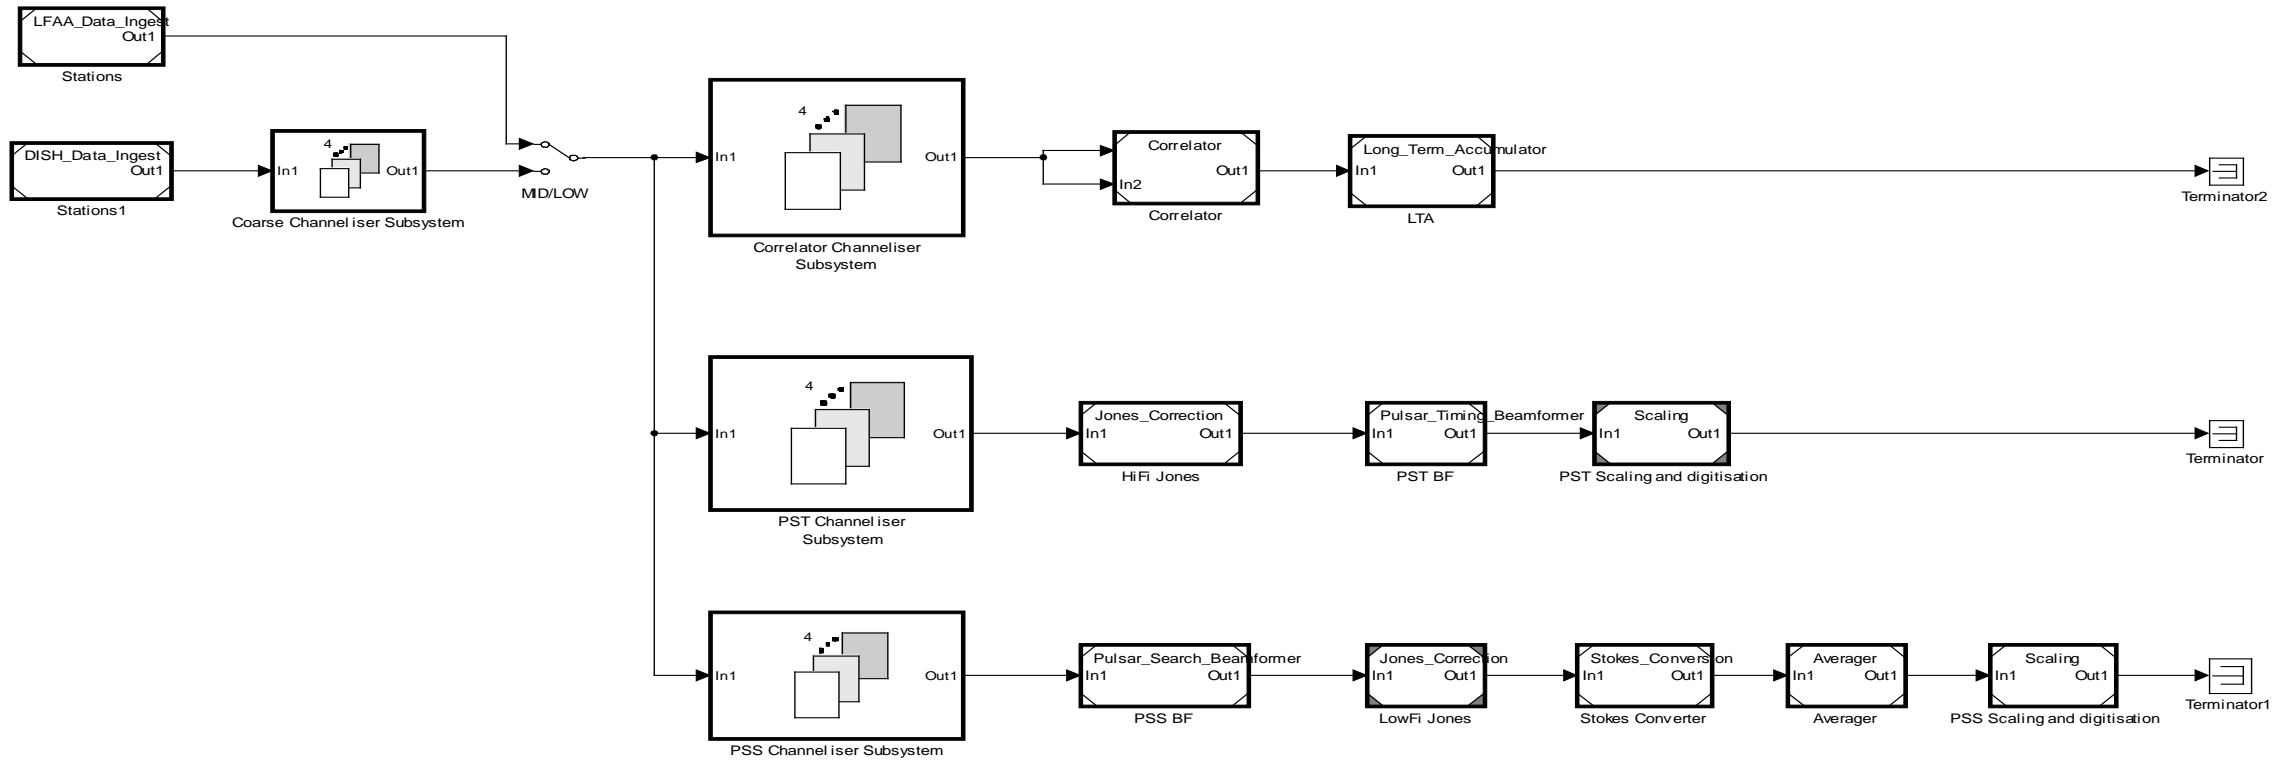 LFAA_Data_Ingest
Out1
Stations
DISH_Data_Ingest
Out1
Stations1
4
In1
Out1
Coarse Channeliser Subsystem
MID/LOW
4
In1
Out1
Correlator Channeliser
Subsystem
Correlator
Out1
In2
Correlator
Long_Term_Accumulator
In1
Out1
LTA
Terminator2
4
In1
Out1
PST Channeliser
Subsystem
Jones_Correction
In1
Out1
HiFi Jones
Pulsar_Timing_Beamformer
In1
Out1
PST BF
Scaling
In1
Out1
PST Scaling and digitisation
Terminator
4
In1
Out1
PSS Channeliser Subsystem
Pulsar_Search_Beamformer
In1
Out1
PSS BF
Jones_Correction
In1
Out1
LowFi Jones
Stokes_Conversion
In1
Out1
Stokes Converter
Averager
In1
Out1
Averager
Scaling
In1
Out1
PSS Scaling and digitisation
Terminator1